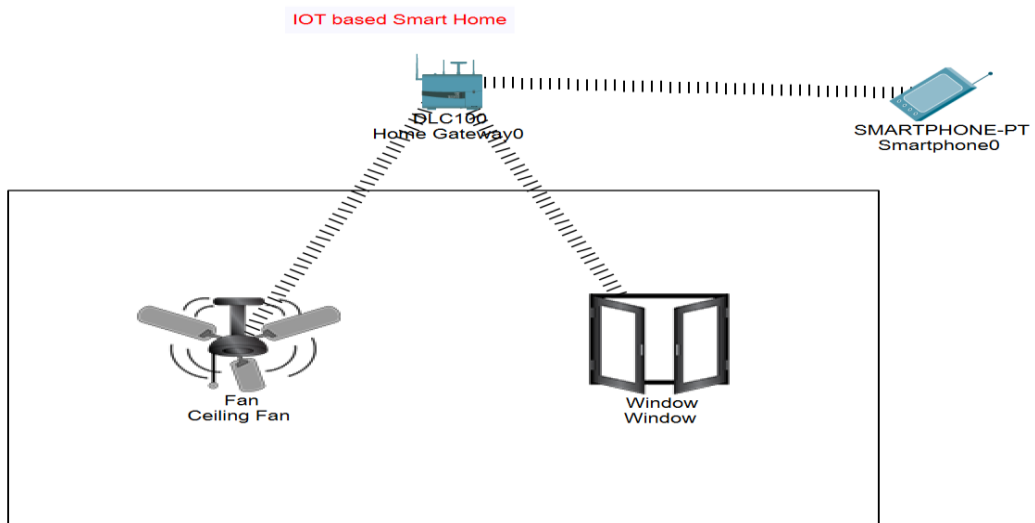 IOT based Smart Home
DLC100
Home Gateway0
SMARTPHONE-PT
Smartphone0
Fan
Ceiling Fan
Window
Window